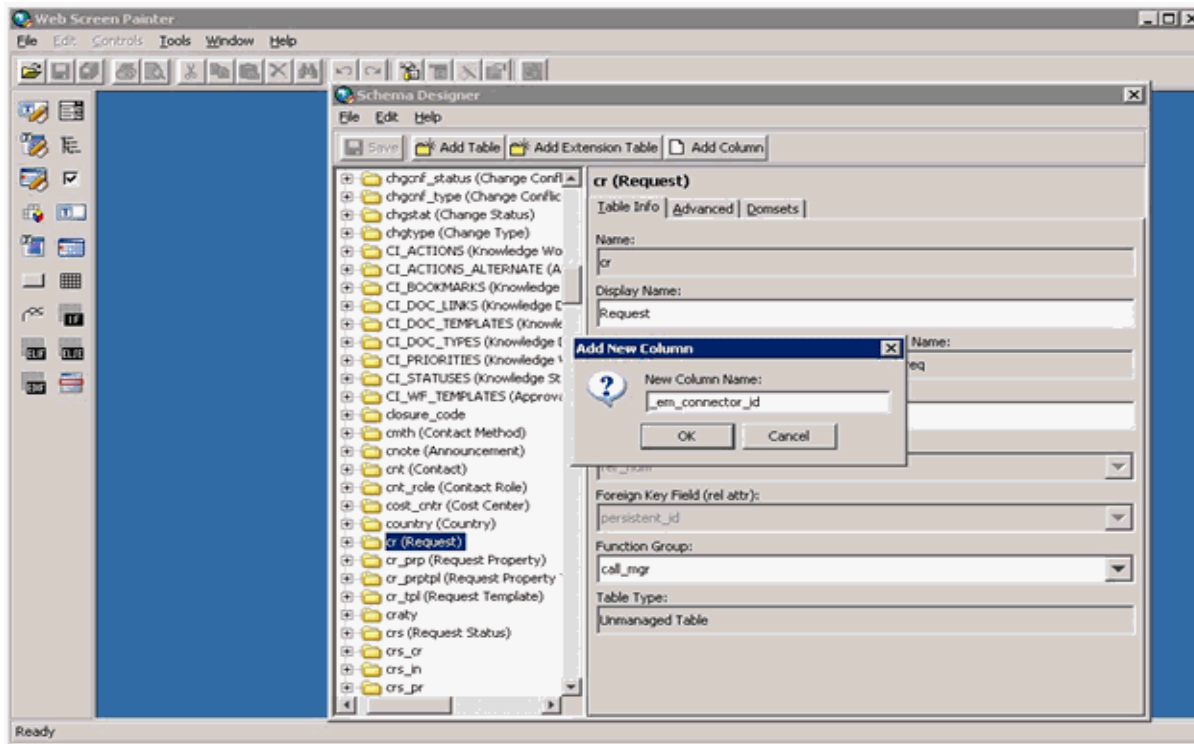 Web Screen Painter
File Edit Controls Tools Window Help
Schema Designer
File Edit Help
Save Add Table Add Extension Table Add Column
chgcnf_status (Change Confl
chgcnf_type (Change Conflic
chgstat (Change Status)
chgtype (Change Type)
CI_ACTIONS (Knowledge Wo
CI_ACTIONS_ALTERNATE (A
CI_BOOKMARKS (Knowledge
CI_DOC_LINKS (Knowledge D
CI_DOC_TEMPLATES (Knowle
CI_DOC_TYPES (Knowledge
CI_PRIORITIES (Knowledge
CI_STATUSES (Knowledge St
CI_WF_TEMPLATES (Approva
closure_code
cmth (Contact Method)
cnote (Announcement)
cnt (Contact)
cnt_role (Contact Role)
cost_cntr (Cost Center)
country (Country)
cr (Request)
cr_prp (Request Property)
cr_prptpl (Request Property
cr_tpl (Request Template)
craty
crs (Request Status)
crs_cr
crs_in
crs_pr
cr (Request)
Table Info Advanced Domsets
Name:
cr
Display Name:
Request
Name:
eq
Add New Column
New Column Name:
_em_connector_id
OK Cancel
ref_num
Foreign Key Field (rel attr):
persistent_id
Function Group:
call_mgr
Table Type:
Unmanaged Table
Ready